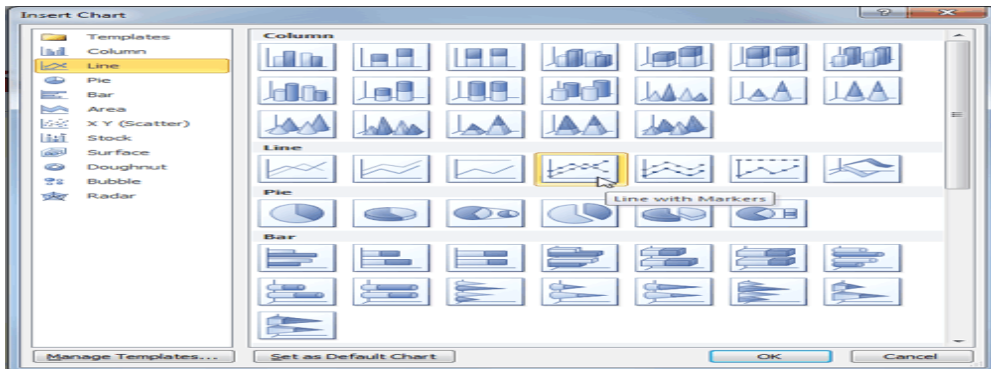 Insert Chart
Templates
Column
Line
Pie
Bar
Area
X Y (Scatter)
Stock
Surface
Doughnut
Bubble
Radar
Column
Line
Line with Markers
Pie
Bar
Manage Templates...
Set as Default Chart
OK
Cancel